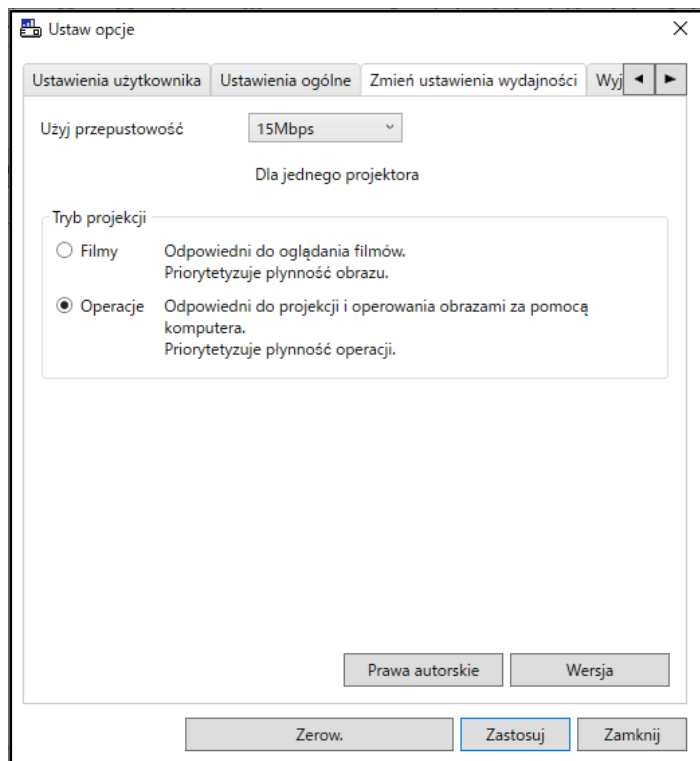 Ustaw opcje
Ustawienia użytkownika
Ustawienia ogólne
Zmień ustawienia wydajności
Wyj
Użyj przepustowość
15Mbps
Dla jednego projektora
Tryb projekcji
Filmy
Odpowiedni do oglądania filmów.
Priorytetyzuje płynność obrazu.
Operacje
Odpowiedni do projekcji i operowania obrazami za pomocą
komputera.
Priorytetyzuje płynność operacji.
Prawa autorskie
Wersja
Zerow.
Zastosuj
Zamknij